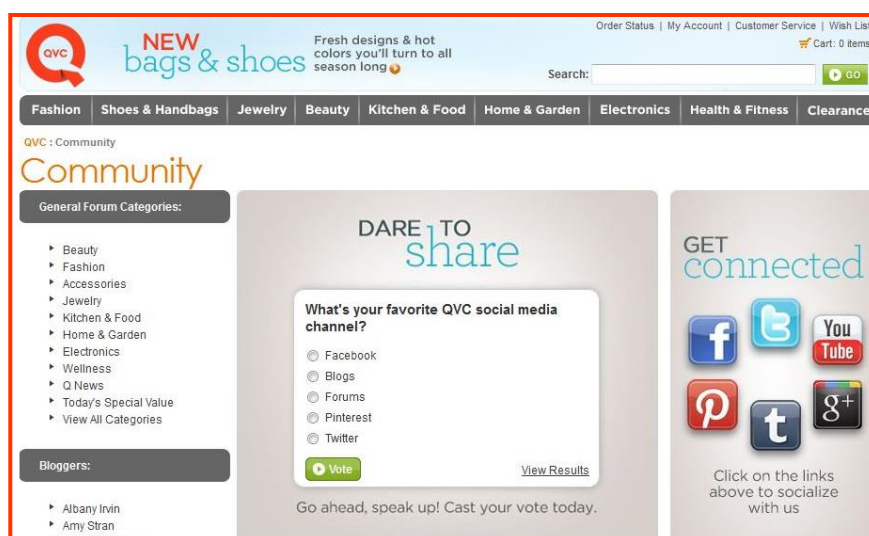 Order Status | My Account | Customer Service | Wish List
QVC
NEW
bags & shoes
Fresh designs & hot
colors you'll turn to all
season long
Cart: 0 items
Search:
GO
Fashion Shoes & Handbags Jewelry Beauty Kitchen & Food Home & Garden Electronics Health & Fitness Clearance
QVC : Community
Community
General Forum Categories:
Beauty
Fashion
Accessories
Jewelry
Kitchen & Food
Home & Garden
Electronics
Wellness
Q News
Today's Special Value
View All Categories
Bloggers:
Albany Irvin
Amy Stran
DARE TO
share
What's your favorite QVC social media
channel?
Facebook
Blogs
Forums
Pinterest
Twitter
Vote
View Results
Go ahead, speak up! Cast your vote today.
GET
connected
f
You
Tube
p
t
g+
Click on the links
above to socialize
with us